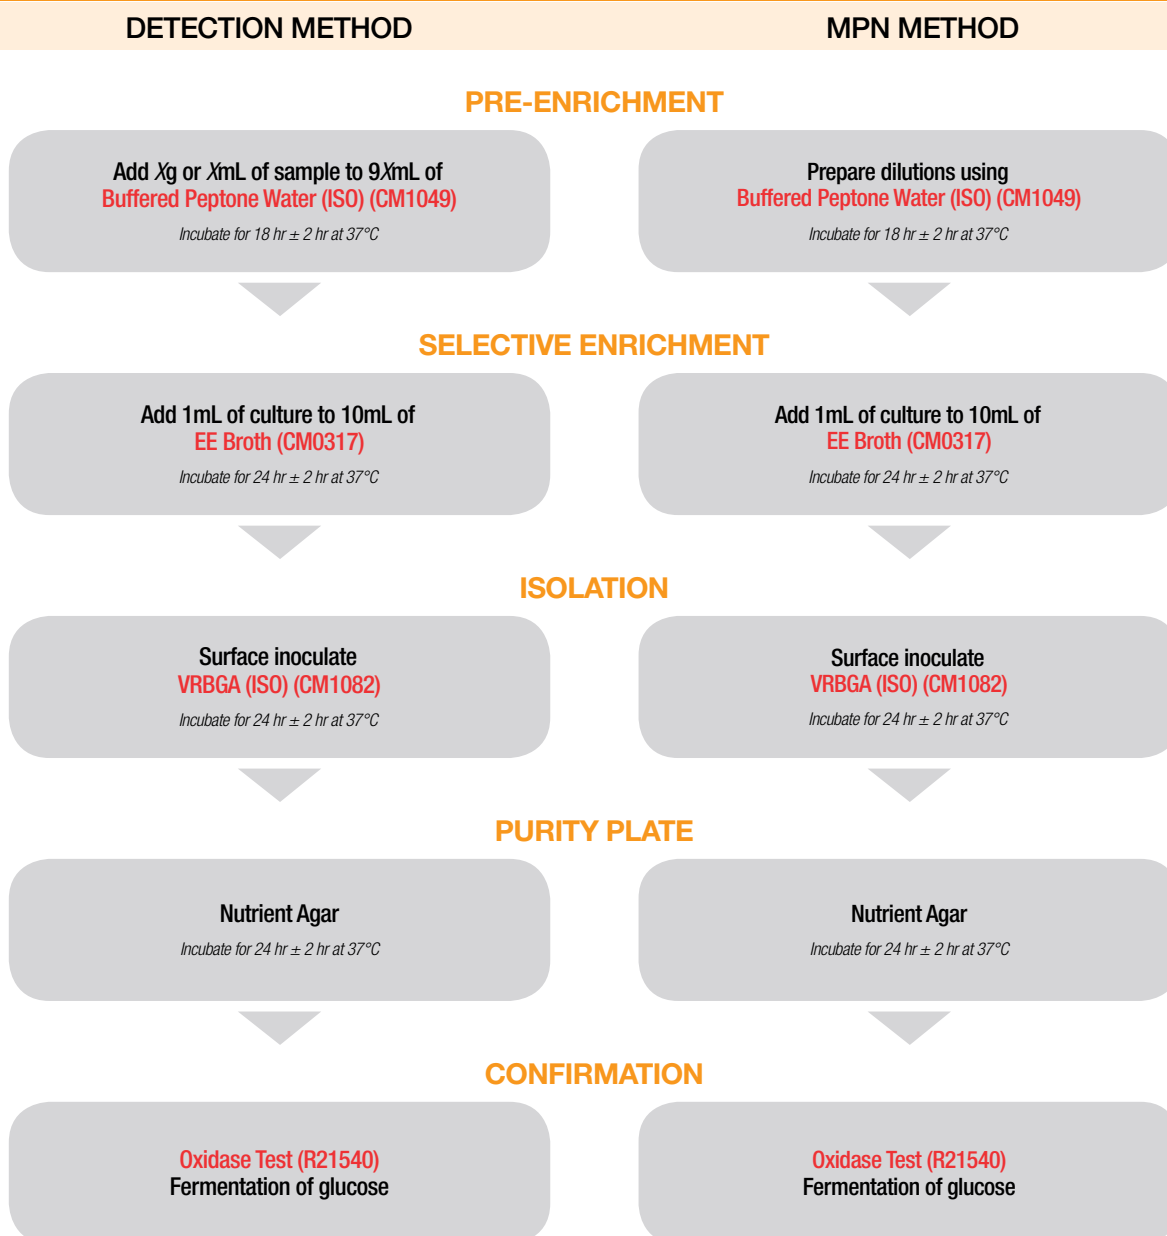 DETECTION METHOD
MPN METHOD
PRE-ENRICHMENT
Add Xg or XmL of sample to 9XmL of
Buffered Peptone Water (ISO) (CM1049)
Incubate for 18 hr ± 2 hr at 37°C
Prepare dilutions using
Buffered Peptone Water (ISO) (CM1049)
Incubate for 18 hr ± 2 hr at 37°C
SELECTIVE ENRICHMENT
Add 1mL of culture to 10mL of
EE Broth (CM0317)
Incubate for 24 hr ± 2 hr at 37°C
Add 1mL of culture to 10mL of
EE Broth (CM0317)
Incubate for 24 hr ± 2 hr at 37°C
ISOLATION
Surface inoculate
VRBGA (ISO) (CM1082)
Incubate for 24 hr ± 2 hr at 37°C
Surface inoculate
VRBGA (ISO) (CM1082)
Incubate for 24 hr ± 2 hr at 37°C
PURITY PLATE
Nutrient Agar
Incubate for 24 hr ± 2 hr at 37°C
Nutrient Agar
Incubate for 24 hr ± 2 hr at 37°C
CONFIRMATION
Oxidase Test (R21540)
Fermentation of glucose
Oxidase Test (R21540)
Fermentation of glucose